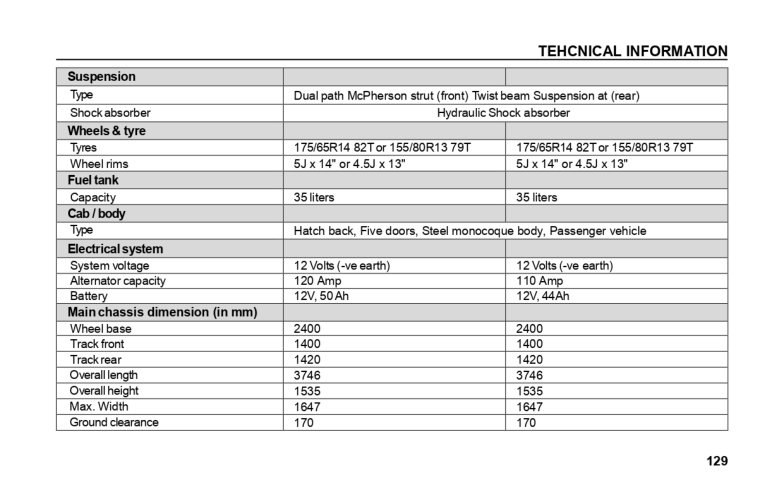 TEHCNICAL INFORMATION
Suspension
Type Dual path McPherson strut (front) Twist beam Suspension at (rear)
Shock absorber Hydraulic Shock absorber
Wheels & tyre
Tyres 175/65R14 82T or 155/80R13 79T 175/65R14 82T or 155/80R13 79T
Wheel rims 5J x 14" or 4.5J x 13" 5J x 14" or 4.5J x 13"
Fuel tank
Capacity 35 liters 35 liters
Cab / body
Type Hatch back, Five doors, Steel monocoque body, Passenger vehicle
Electrical system
System voltage 12 Volts (-ve earth) 12 Volts (-ve earth)
Alternator capacity 120 Amp 110 Amp
Battery 12V, 50 Ah 12V, 44Ah
Main chassis dimension (in mm)
Wheel base 2400 2400
Track front 1400 1400
Track rear 1420 1420
Overall length 3746 3746
Overall height 1535 1535
Max. Width 1647 1647
Ground clearance 170 170
129